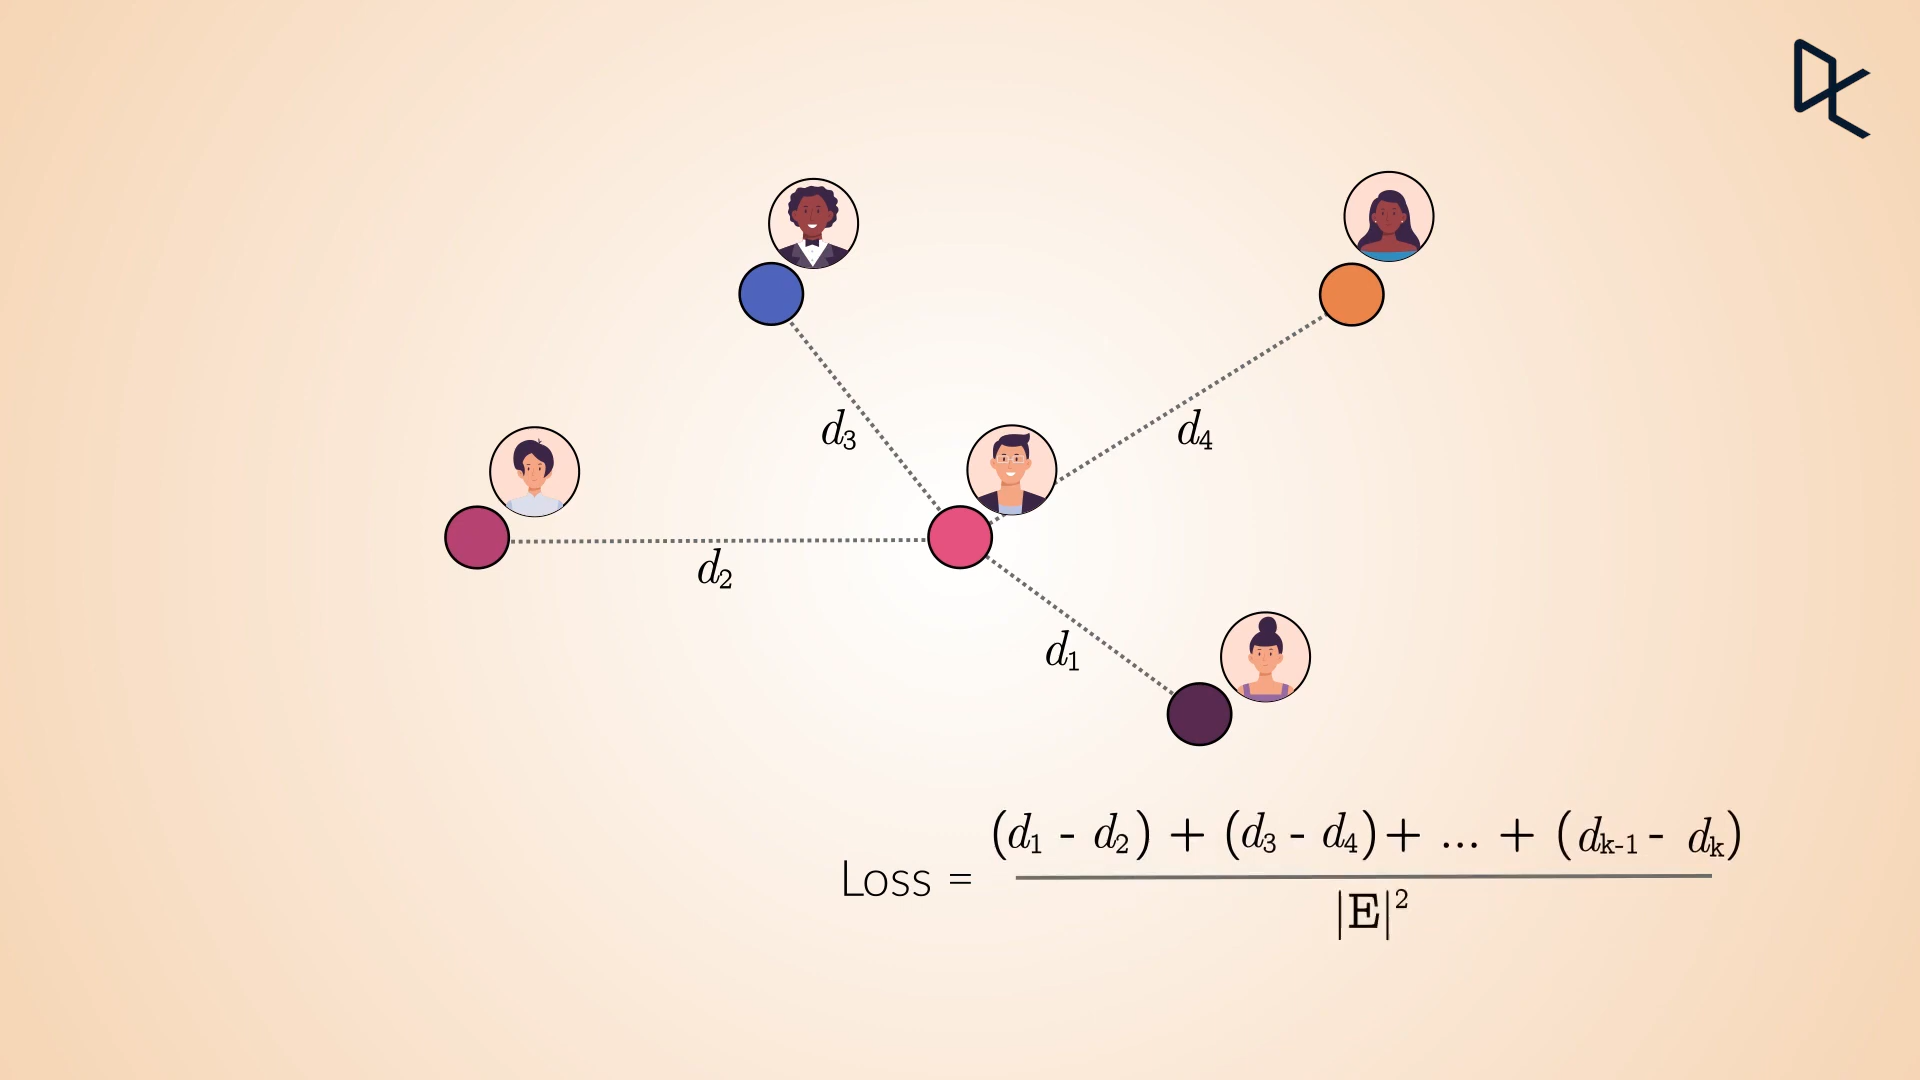 d₃
d₄
d₂
d₁
Loss = (d₁ - d₂) + (d₃ - d₄) + ... + (dₖ₋₁ - dₖ)
|E|²